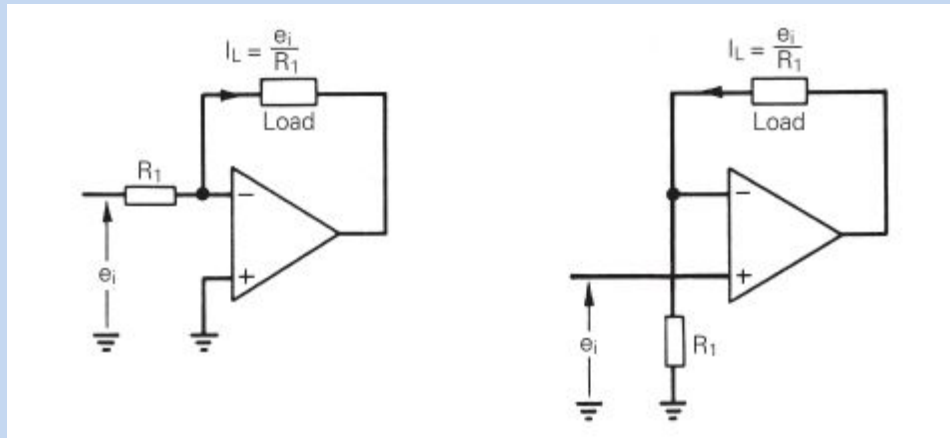 I_L = e_i/R_1
Load
R_1
−
+
e_i
I_L = e_i/R_1
Load
−
+
e_i
R_1